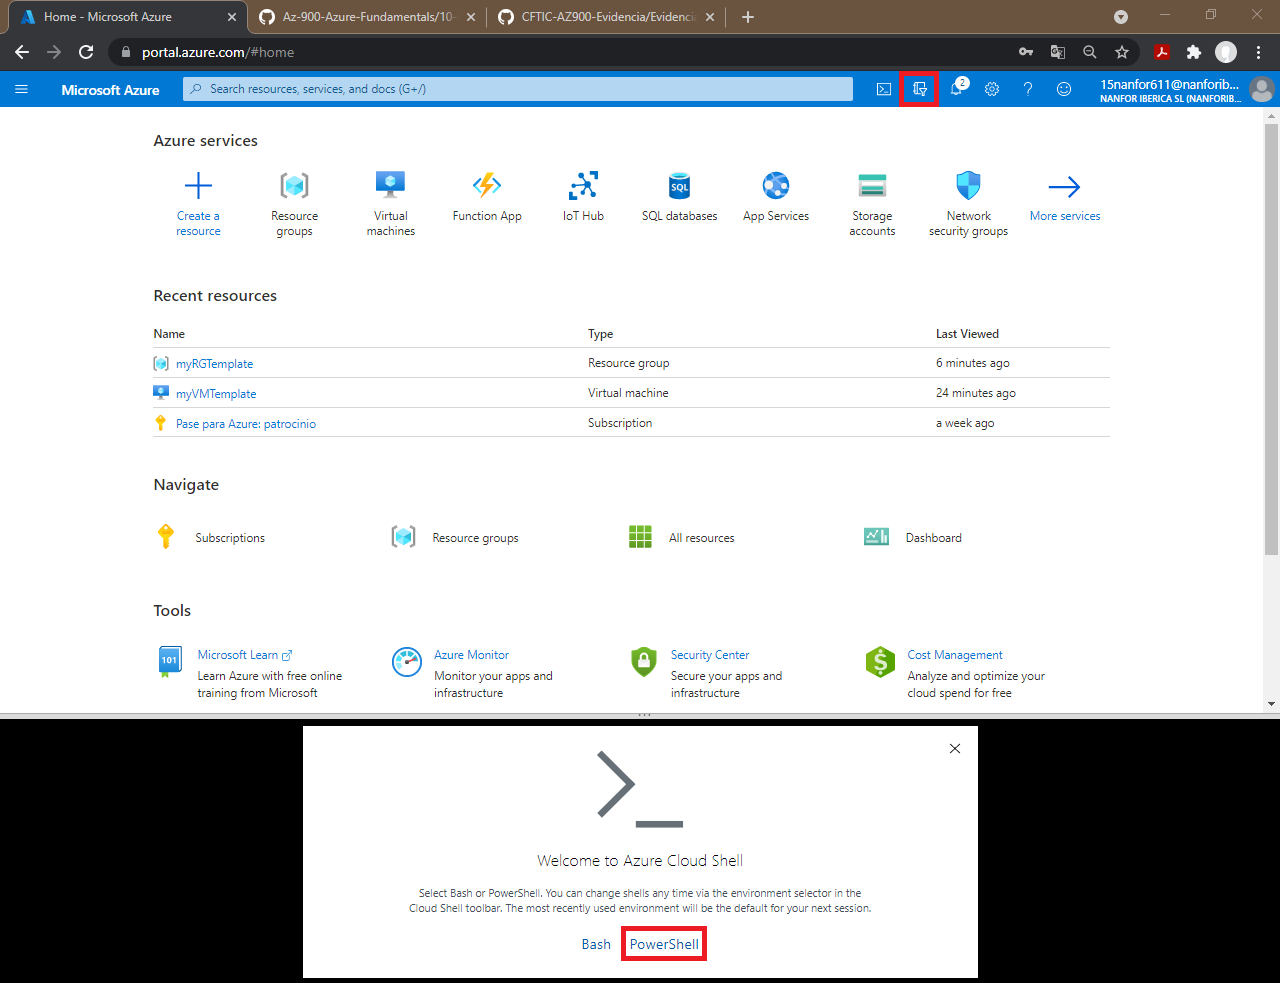 Home - Microsoft Azure
Az-900-Azure-Fundamentals/10-
CFTIC-AZ900-Evidencia/Evidencia
portal.azure.com/#home
Microsoft Azure
Search resources, services, and docs (G+/)
2
15nanfor611@nanforib...
NANFOR IBERICA SL (NANFORIB...
Azure services
Create a resource
Resource groups
Virtual machines
Function App
IoT Hub
SQL
SQL databases
App Services
Storage accounts
Network security groups
More services
Recent resources
Name Type Last Viewed
myRGTemplate Resource group 6 minutes ago
myVMTemplate Virtual machine 24 minutes ago
Pase para Azure: patrocinio Subscription a week ago
Navigate
Subscriptions
Resource groups
All resources
Dashboard
Tools
101
Microsoft Learn
Learn Azure with free online
training from Microsoft
Azure Monitor
Monitor your apps and
infrastructure
Security Center
Secure your apps and
infrastructure
Cost Management
Analyze and optimize your
cloud spend for free
Welcome to Azure Cloud Shell
Select Bash or PowerShell. You can change shells any time via the environment selector in the
Cloud Shell toolbar. The most recently used environment will be the default for your next session.
Bash PowerShell